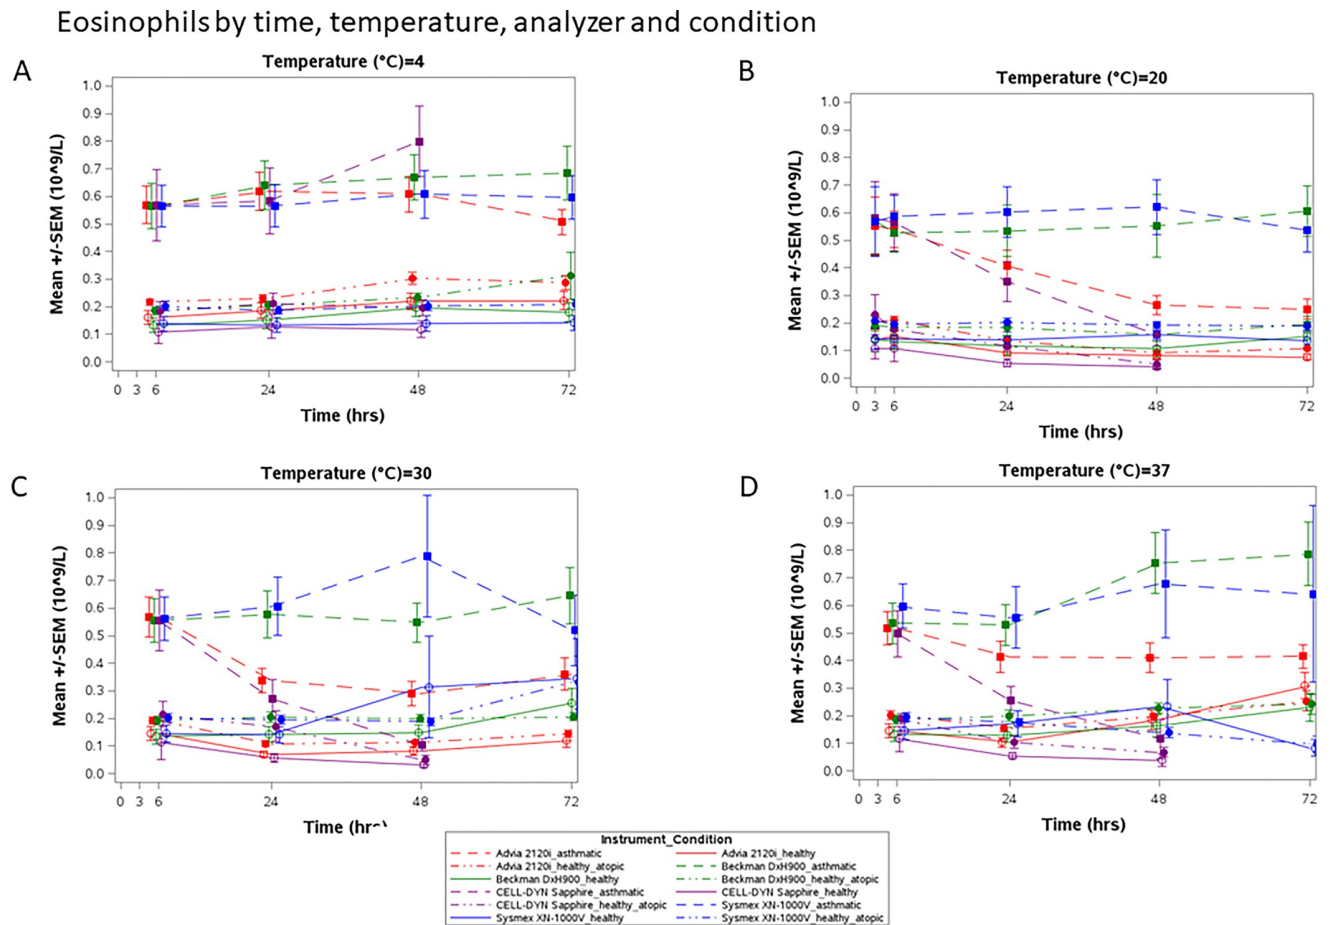 Eosinophils by time, temperature, analyzer and condition
A
Temperature (°C)=4
Mean +/-SEM (10^9/L)
1.0
0.9
0.8
0.7
0.6
0.5
0.4
0.3
0.2
0.1
0.0
0 3 6 24 48 72
Time (hrs)
B
Temperature (°C)=20
Mean +/-SEM (10^9/L)
1.0
0.9
0.8
0.7
0.6
0.5
0.4
0.3
0.2
0.1
0.0
0 3 6 24 48 72
Time (hrs)
C
Temperature (°C)=30
Mean +/-SEM (10^9/L)
1.0
0.9
0.8
0.7
0.6
0.5
0.4
0.3
0.2
0.1
0.0
0 3 6 24 48 72
Time (hrs)
D
Temperature (°C)=37
Mean +/-SEM (10^9/L)
1.0
0.9
0.8
0.7
0.6
0.5
0.4
0.3
0.2
0.1
0.0
0 3 6 24 48 72
Time (hrs)
Instrument_Condition
Advia 2120i_asthmatic Advia 2120i_healthy
Advia 2120i_healthy_atopic Beckman DxH900_asthmatic
Beckman DxH900_healthy Beckman DxH900_healthy_atopic
CELL-DYN Sapphire_asthmatic CELL-DYN Sapphire_healthy
CELL-DYN Sapphire_healthy_atopic Sysmex XN-1000V_asthmatic
Sysmex XN-1000V_healthy Sysmex XN-1000V_healthy_atopic